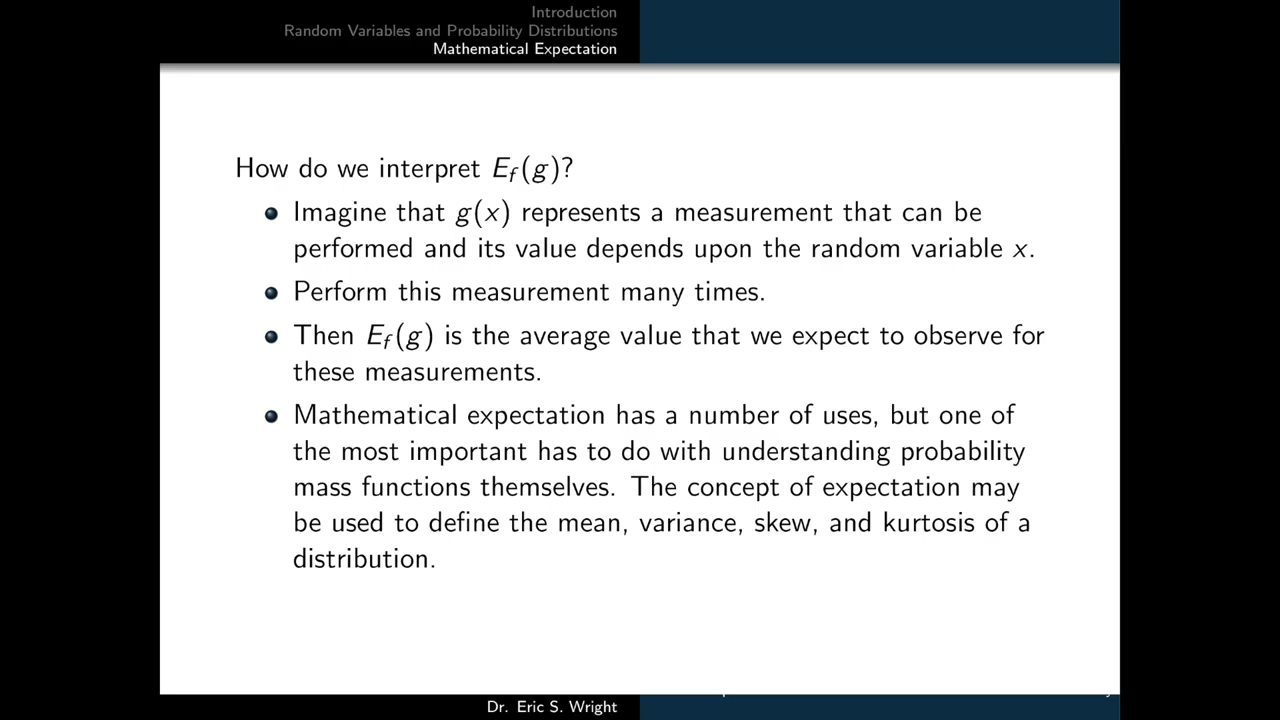 Introduction
Random Variables and Probability Distributions
Mathematical Expectation
How do we interpret E_f(g)?
• Imagine that g(x) represents a measurement that can be
performed and its value depends upon the random variable x.
• Perform this measurement many times.
• Then E_f(g) is the average value that we expect to observe for
these measurements.
• Mathematical expectation has a number of uses, but one of
the most important has to do with understanding probability
mass functions themselves. The concept of expectation may
be used to define the mean, variance, skew, and kurtosis of a
distribution.
Dr. Eric S. Wright